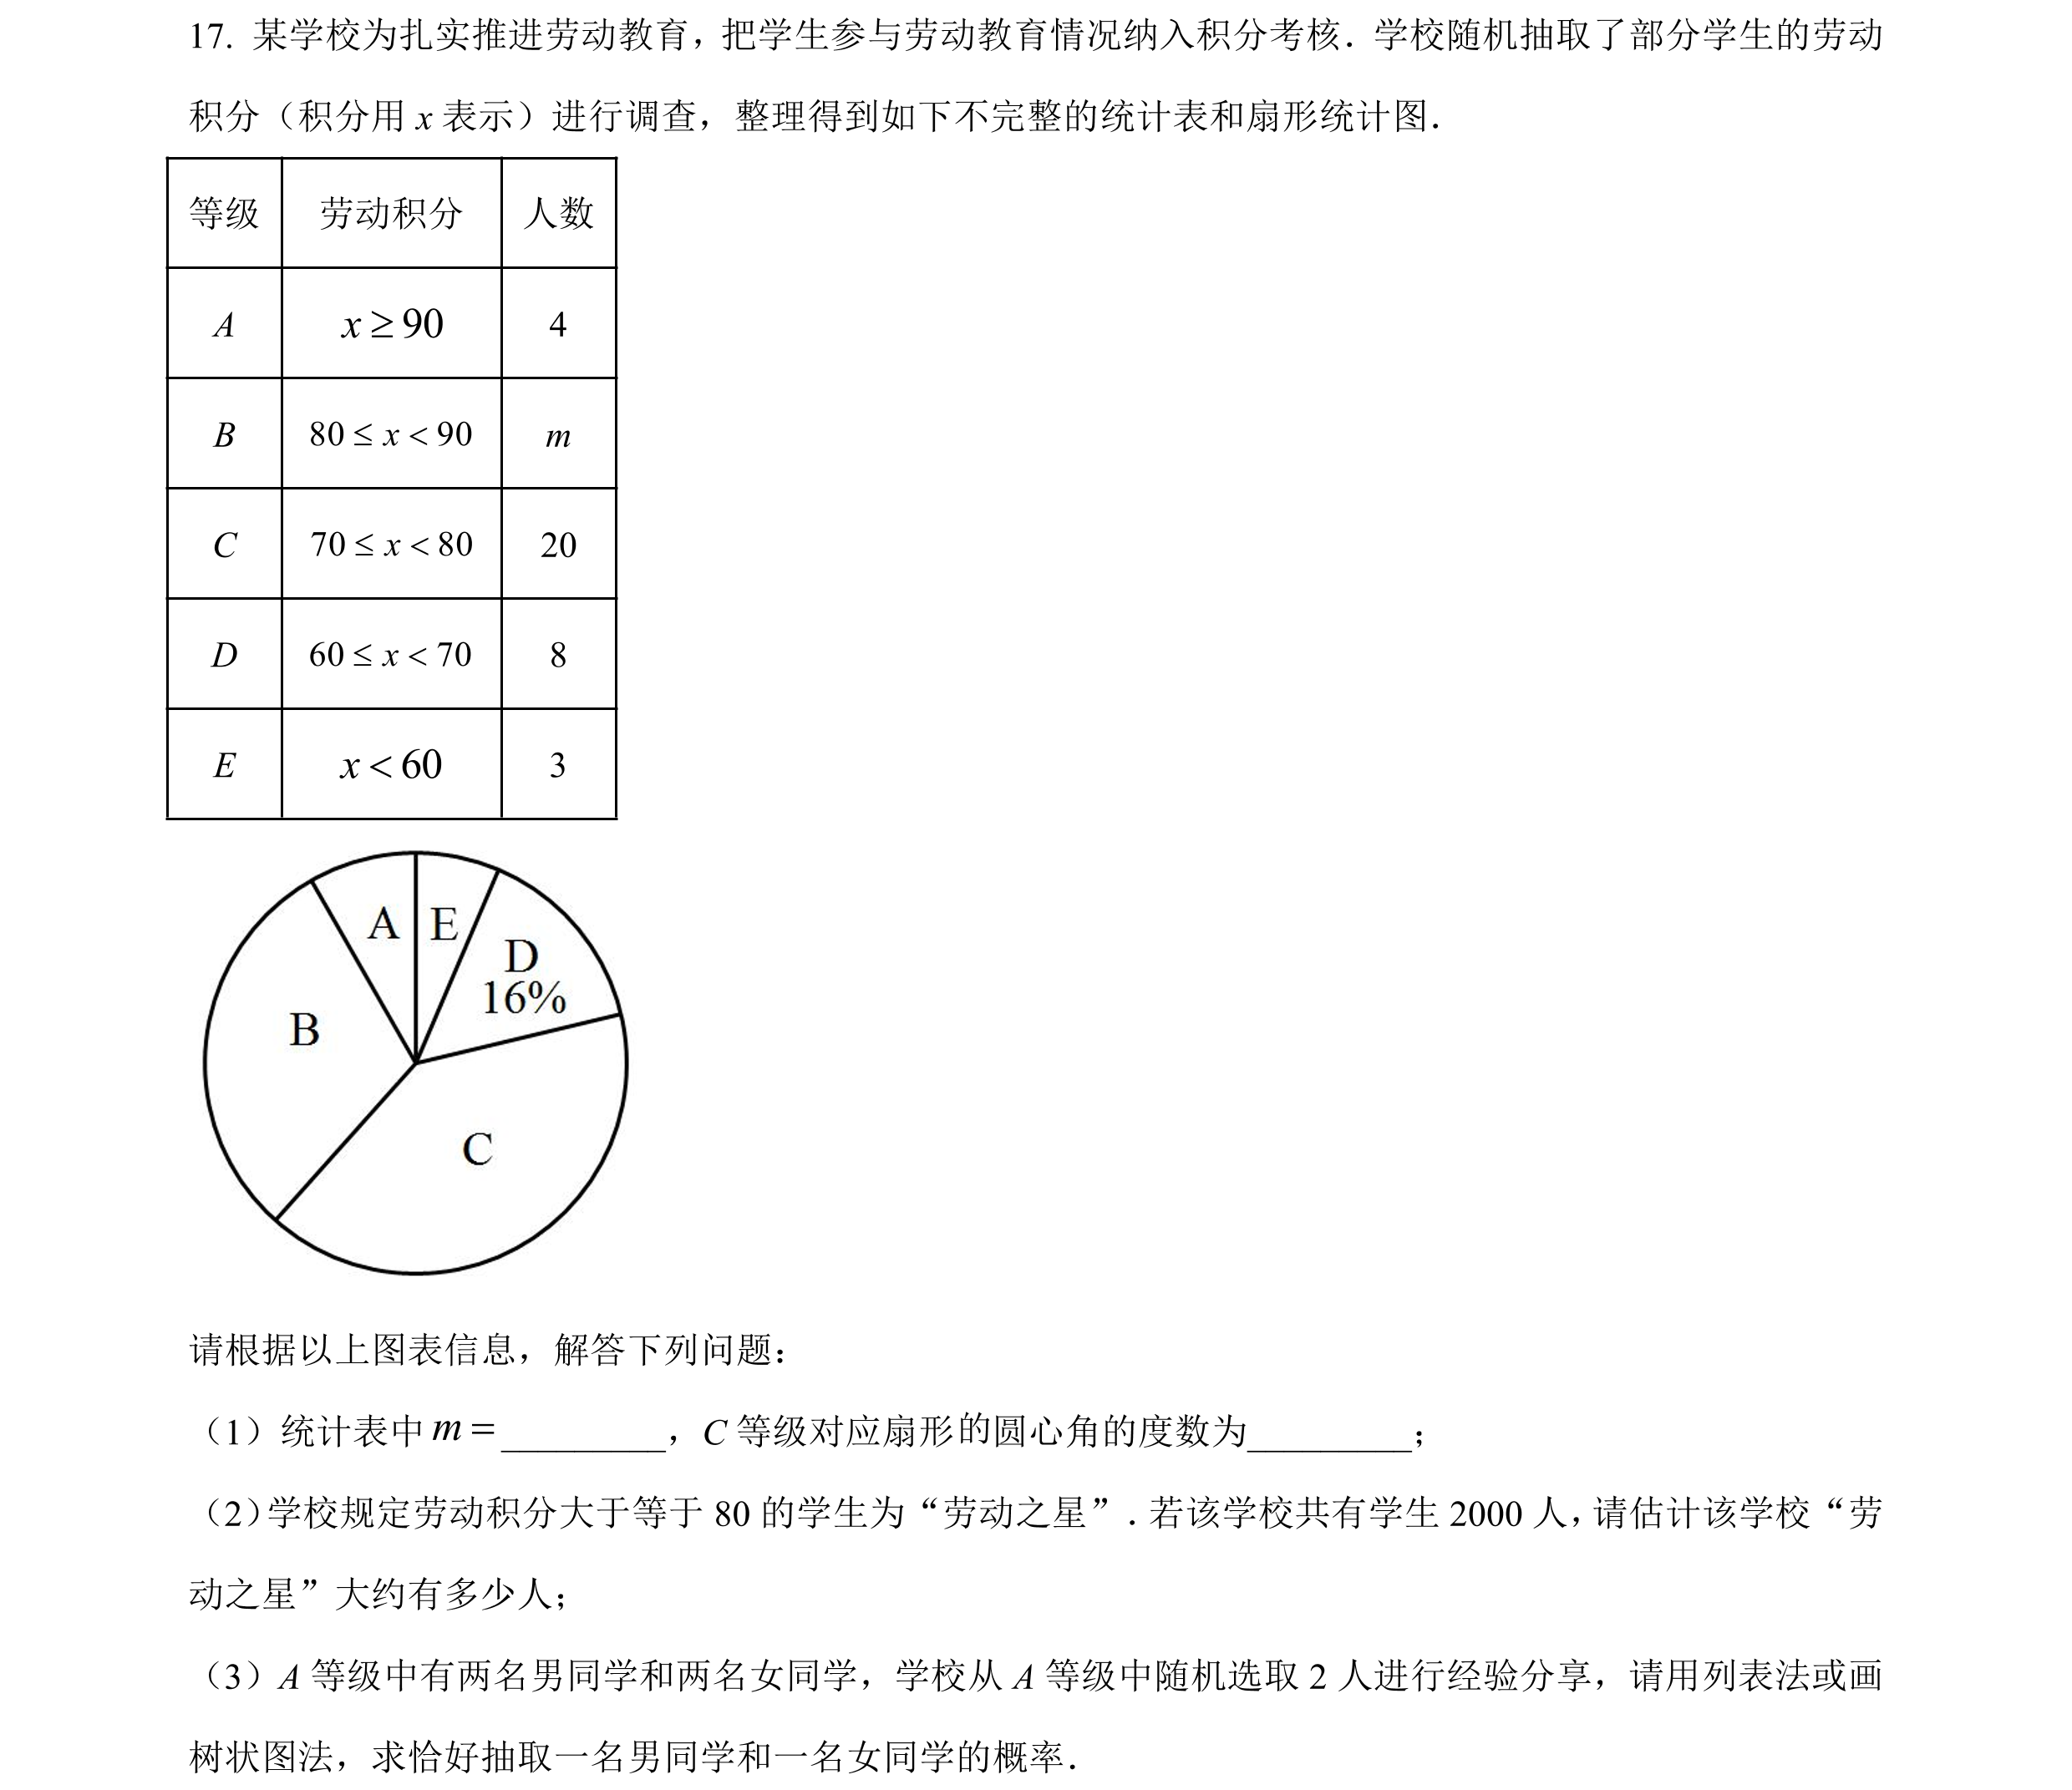 17. 某学校为扎实推进劳动教育，把学生参与劳动教育情况纳入积分考核．学校随机抽取了部分学生的劳动
积分（积分用 x 表示）进行调查，整理得到如下不完整的统计表和扇形统计图．
等级 劳动积分 人数
A x≥90 4
B 80≤x<90 m
C 70≤x<80 20
D 60≤x<70 8
E x<60 3
A E
D
16%
B
C
请根据以上图表信息，解答下列问题：
（1）统计表中 m＝_________，C 等级对应扇形的圆心角的度数为_________；
（2）学校规定劳动积分大于等于 80 的学生为“劳动之星”．若该学校共有学生 2000 人，请估计该学校“劳
动之星”大约有多少人；
（3）A 等级中有两名男同学和两名女同学，学校从 A 等级中随机选取 2 人进行经验分享，请用列表法或画
树状图法，求恰好抽取一名男同学和一名女同学的概率．